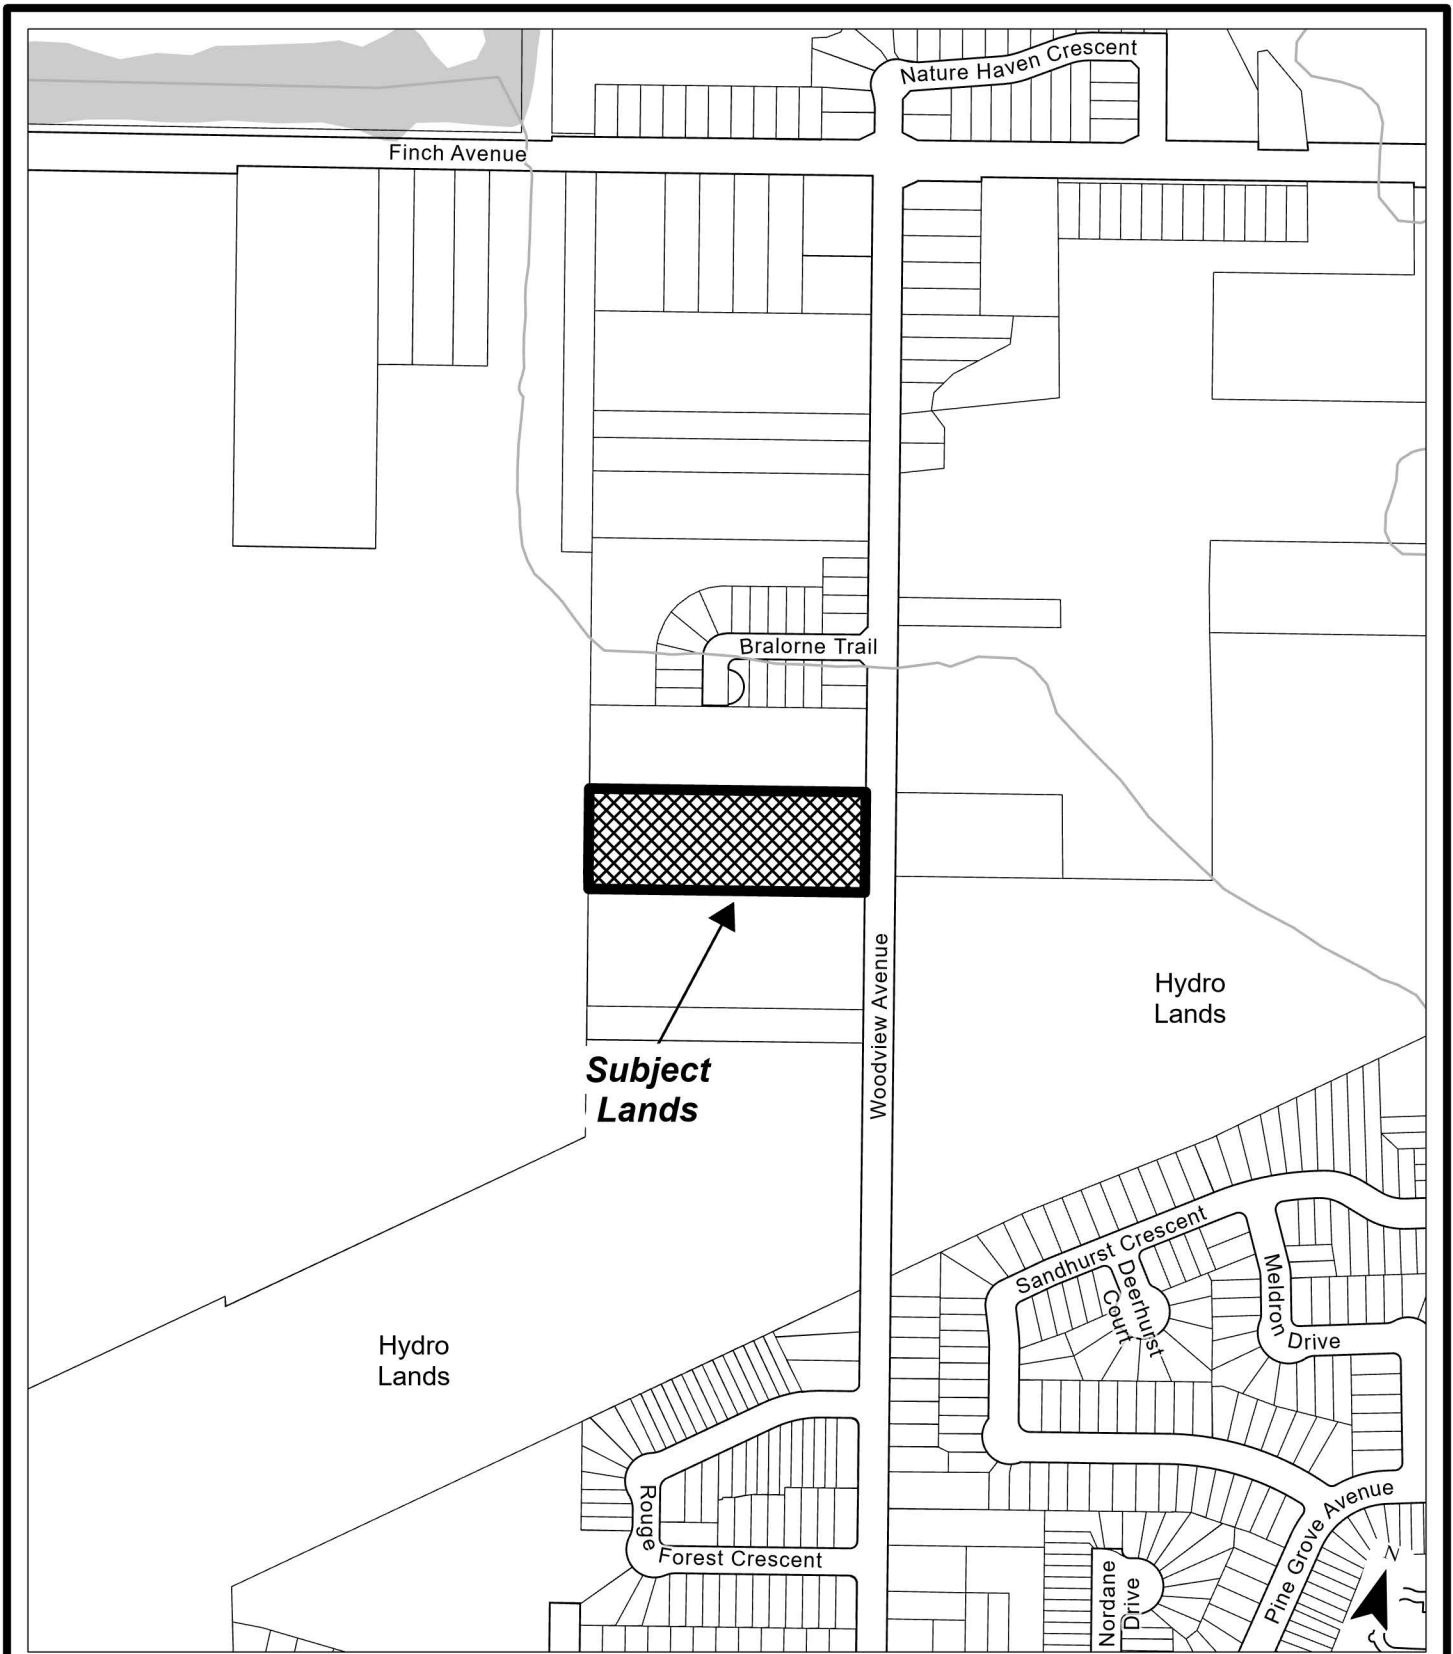 Nature Haven Crescent
Finch Avenue
Bralorne Trail
Woodview Avenue
Hydro
Lands
Subject
Lands
Sandhurst Crescent
Deerhurst
Court
Meldron
Drive
Hydro
Lands
Rouge
Forest Crescent
Pine Grove Avenue
Nordane
Drive
N